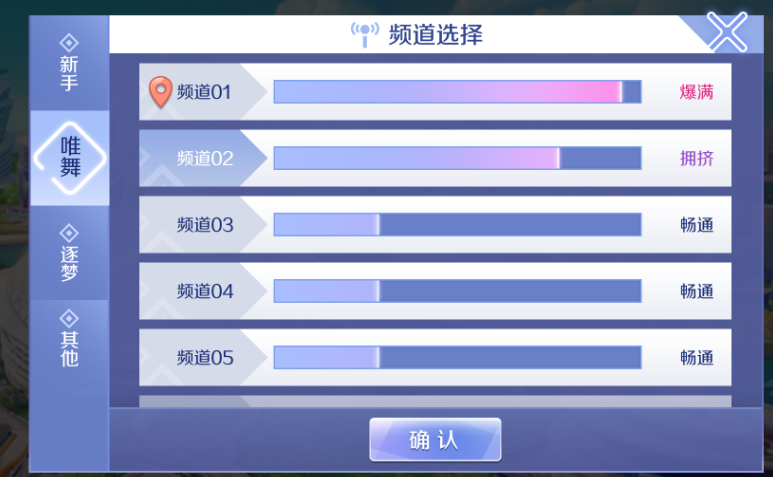 频道选择
新手
唯舞
逐梦
其他
频道01
爆满
频道02
拥挤
频道03
畅通
频道04
畅通
频道05
畅通
确认